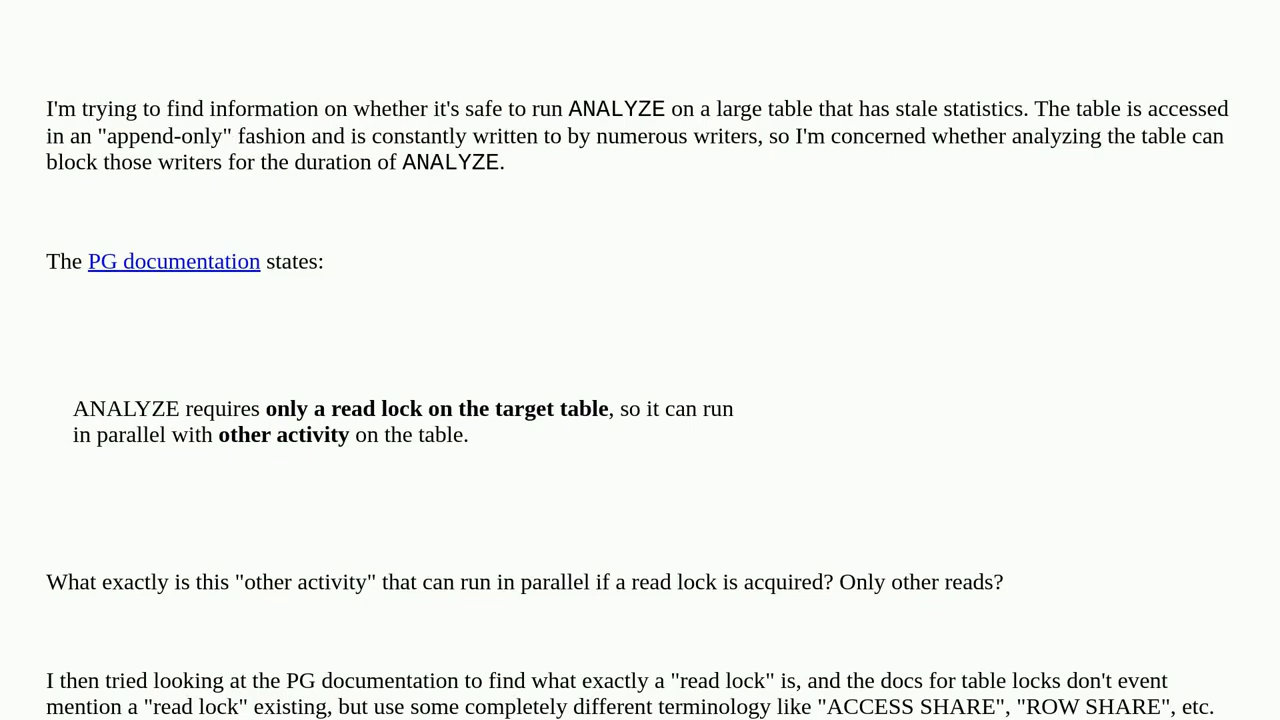 I'm trying to find information on whether it's safe to run ANALYZE on a large table that has stale statistics. The table is accessed
in an "append-only" fashion and is constantly written to by numerous writers, so I'm concerned whether analyzing the table can
block those writers for the duration of ANALYZE.
The PG documentation states:
ANALYZE requires only a read lock on the target table, so it can run
in parallel with other activity on the table.
What exactly is this "other activity" that can run in parallel if a read lock is acquired? Only other reads?
I then tried looking at the PG documentation to find what exactly a "read lock" is, and the docs for table locks don't event
mention a "read lock" existing, but use some completely different terminology like "ACCESS SHARE", "ROW SHARE", etc.